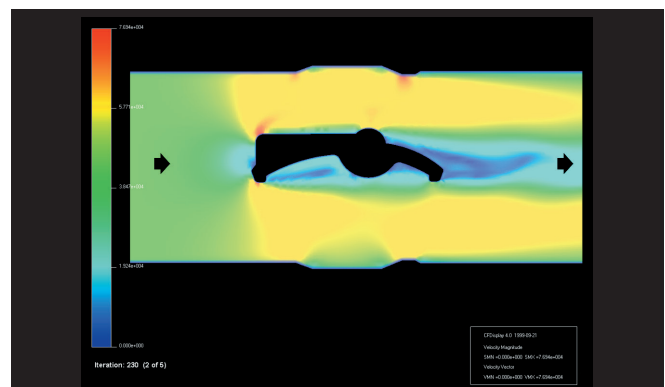 7.694e+004
5.771e+004
3.847e+004
1.924e+004
0.000e+000
Iteration: 230 (2 of 5)
CFDisplay 4.0 1999-09-21
Velocity Magnitude
SMN +0.000e+000 SMX +7.694e+004
Velocity Vector
VMN +0.000e+000 VMX +7.694e+004